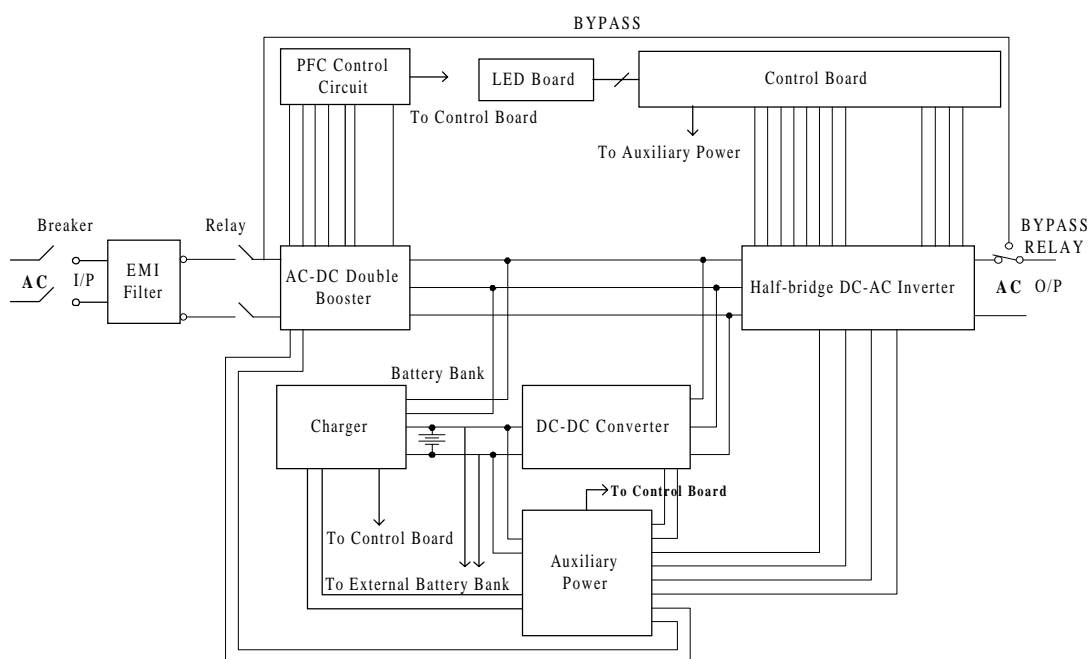 BYPASS
PFC Control
Circuit
LED Board
Control Board
To Control Board
To Auxiliary Power
Breaker
Relay
BYPASS
RELAY
AC
I/P
EMI
Filter
AC-DC Double
Booster
Half-bridge DC-AC Inverter
AC O/P
Battery Bank
Charger
DC-DC Converter
To Control Board
To Control Board
Auxiliary
Power
To External Battery Bank